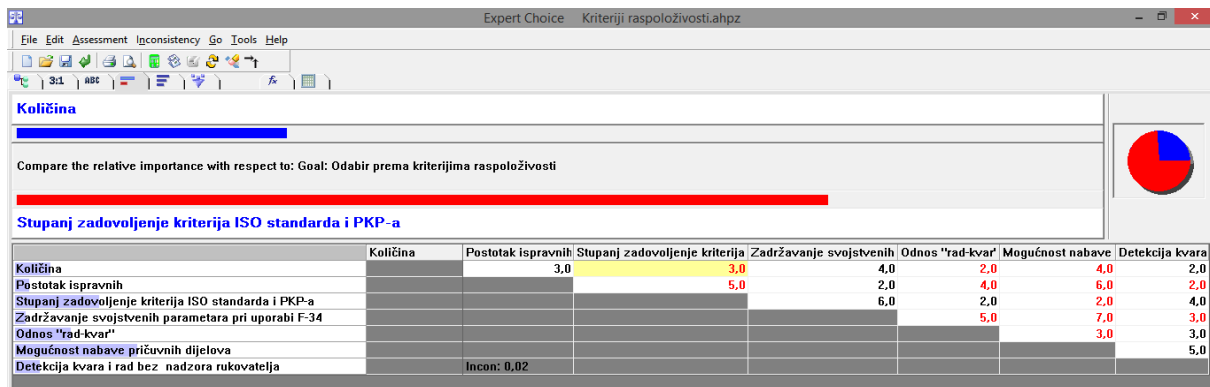 Expert Choice Kriteriji raspoloživosti.ahpz
File Edit Assessment Inconsistency Go Tools Help
3:1 ABC fx
Količina
Compare the relative importance with respect to: Goal: Odabir prema kriterijima raspoloživosti
Stupanj zadovoljenje kriterija ISO standarda i PKP-a
Količina Postotak ispravnih Stupanj zadovoljenje kriterija Zadržavanje svojstvenih Odnos "rad-kvar" Mogućnost nabave Detekcija kvara
Količina 3,0 3,0 4,0 2,0 4,0 2,0
Postotak ispravnih 5,0 2,0 4,0 6,0 2,0
Stupanj zadovoljenje kriterija ISO standarda i PKP-a 6,0 2,0 2,0 4,0
Zadržavanje svojstvenih parametara pri uporabi F-34 5,0 7,0 3,0
Odnos "rad-kvar" 3,0 3,0
Mogućnost nabave pričuvnih dijelova 5,0
Detekcija kvara i rad bez nadzora rukovatelja Incon: 0,02